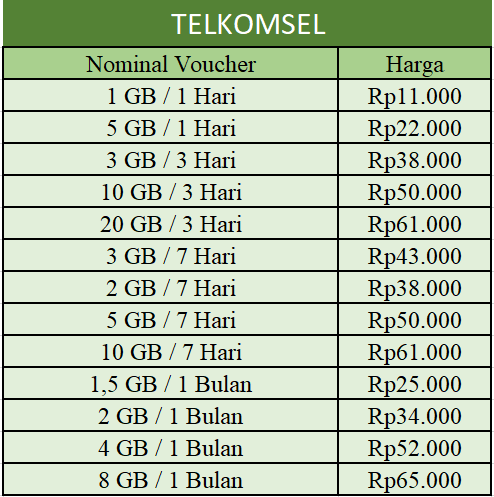 TELKOMSEL
Nominal Voucher Harga
1 GB / 1 Hari Rp11.000
5 GB / 1 Hari Rp22.000
3 GB / 3 Hari Rp38.000
10 GB / 3 Hari Rp50.000
20 GB / 3 Hari Rp61.000
3 GB / 7 Hari Rp43.000
2 GB / 7 Hari Rp38.000
5 GB / 7 Hari Rp50.000
10 GB / 7 Hari Rp61.000
1,5 GB / 1 Bulan Rp25.000
2 GB / 1 Bulan Rp34.000
4 GB / 1 Bulan Rp52.000
8 GB / 1 Bulan Rp65.000